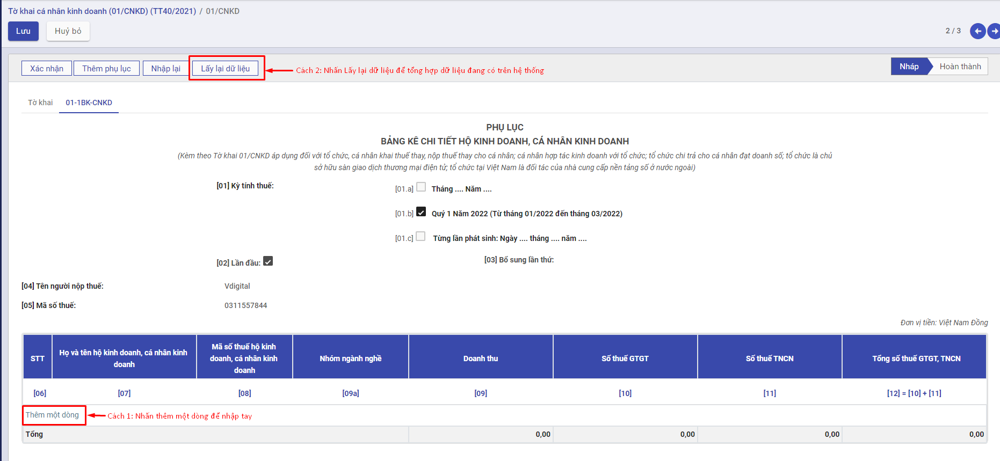 Tờ khai cá nhân kinh doanh (01/CNKD) (TT40/2021) / 01/CNKD
Lưu Huỷ bỏ 2 / 3
Xác nhận Thêm phụ lục Nhập lại Lấy lại dữ liệu Cách 2: Nhấn Lấy lại dữ liệu để tổng hợp dữ liệu đang có trên hệ thống Nháp Hoàn thành
Tờ khai 01-1BK-CNKD
PHỤ LỤC
BẢNG KÊ CHI TIẾT HỘ KINH DOANH, CÁ NHÂN KINH DOANH
(Kèm theo Tờ khai 01/CNKD áp dụng đối với tổ chức, cá nhân khai thuế thay, nộp thuế thay cho cá nhân; cá nhân hợp tác kinh doanh với tổ chức; tổ chức chi trả cho cá nhân đạt doanh số; tổ chức là chủ
sở hữu sàn giao dịch thương mại điện tử; tổ chức tại Việt Nam là đối tác của nhà cung cấp nền tảng số ở nước ngoài)
[01] Kỳ tính thuế: [01.a] Tháng .... Năm ....
[01.b] Quý 1 Năm 2022 (Từ tháng 01/2022 đến tháng 03/2022)
[01.c] Từng lần phát sinh: Ngày .... tháng .... năm ....
[02] Lần đầu: [03] Bổ sung lần thứ:
[04] Tên người nộp thuế: Vdigital
[05] Mã số thuế: 0311557844
Đơn vị tiền: Việt Nam Đồng
STT Họ và tên hộ kinh doanh, cá nhân kinh doanh Mã số thuế hộ kinh doanh, cá nhân kinh doanh Nhóm ngành nghề Doanh thu Số thuế GTGT Số thuế TNCN Tổng số thuế GTGT, TNCN
[06] [07] [08] [09a] [09] [10] [11] [12] = [10] + [11]
Thêm một dòng Cách 1: Nhấn thêm một dòng để nhập tay
Tổng 0,00 0,00 0,00 0,00